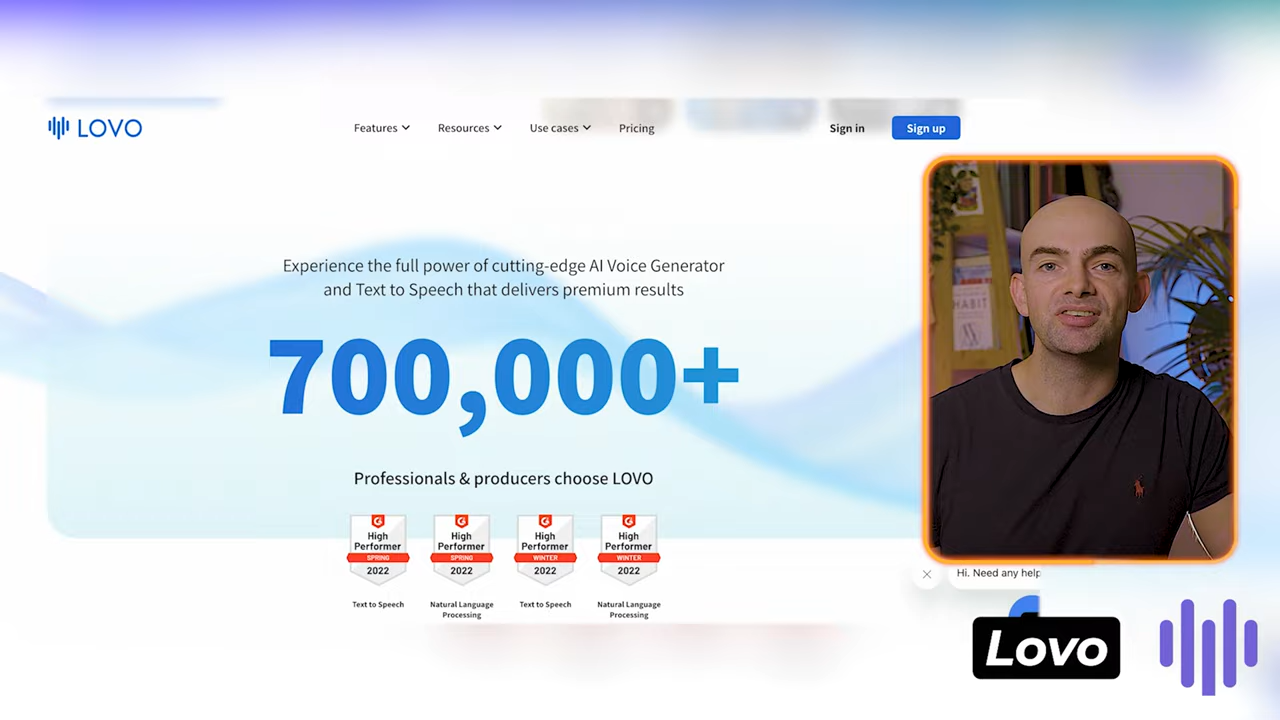 LOVO
Features
Resources
Use cases
Pricing
Sign in
Sign up
Experience the full power of cutting-edge AI Voice Generator
and Text to Speech that delivers premium results
700,000+
Professionals & producers choose LOVO
High
Performer
SPRING
2022
Text to Speech
High
Performer
SPRING
2022
Natural Language
Processing
High
Performer
WINTER
2022
Text to Speech
High
Performer
WINTER
2022
Natural Language
Processing
HABIT
Hi. Need any help
Lovo